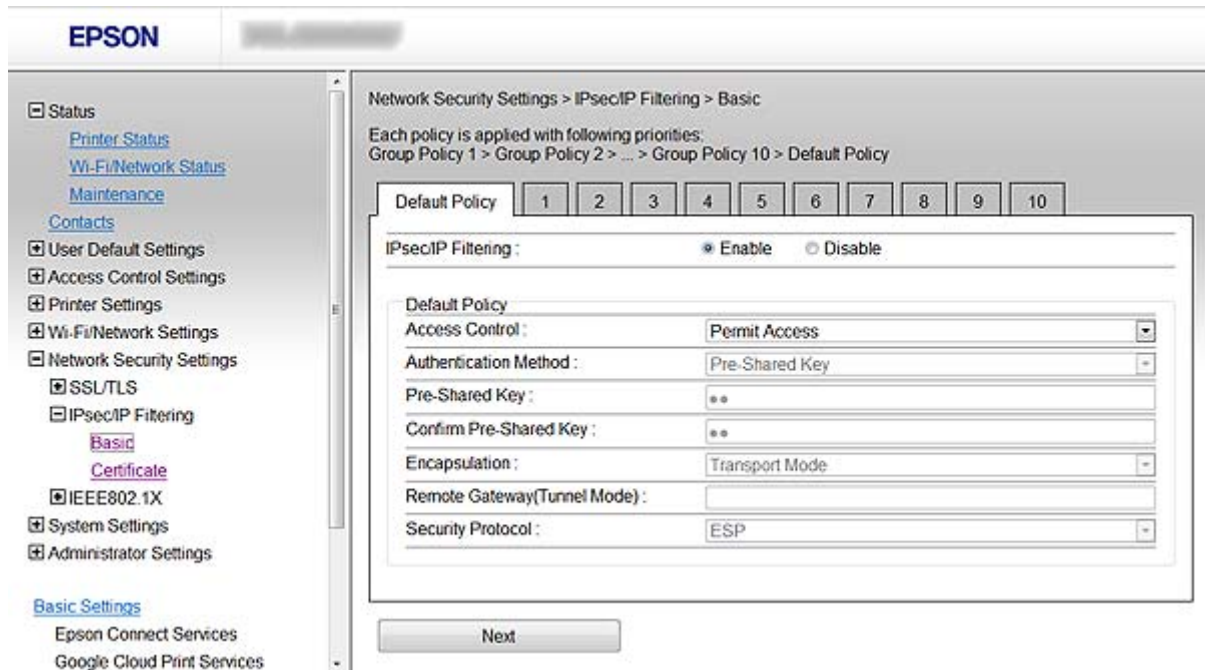 EPSON
Status
Printer Status
Wi-Fi/Network Status
Maintenance
Contacts
User Default Settings
Access Control Settings
Printer Settings
Wi-Fi/Network Settings
Network Security Settings
SSL/TLS
IPsec/IP Filtering
Basic
Certificate
IEEE802.1X
System Settings
Administrator Settings
Basic Settings
Epson Connect Services
Google Cloud Print Services
Network Security Settings > IPsec/IP Filtering > Basic
Each policy is applied with following priorities:
Group Policy 1 > Group Policy 2 > ... > Group Policy 10 > Default Policy
Default Policy 1 2 3 4 5 6 7 8 9 10
IPsec/IP Filtering : Enable Disable
Default Policy
Access Control : Permit Access
Authentication Method : Pre-Shared Key
Pre-Shared Key : ●●
Confirm Pre-Shared Key : ●●
Encapsulation : Transport Mode
Remote Gateway(Tunnel Mode) :
Security Protocol : ESP
Next